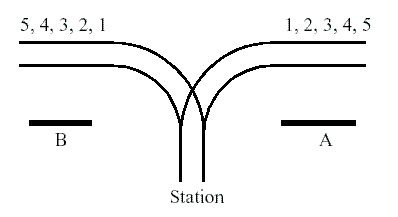 5, 4, 3, 2, 1 1, 2, 3, 4, 5
B A
Station